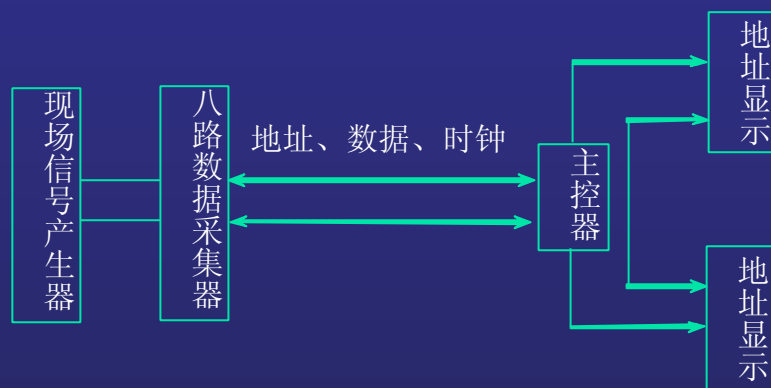 现场信号产生器
八路数据采集器
地址、数据、时钟
主控器
地址显示
地址显示